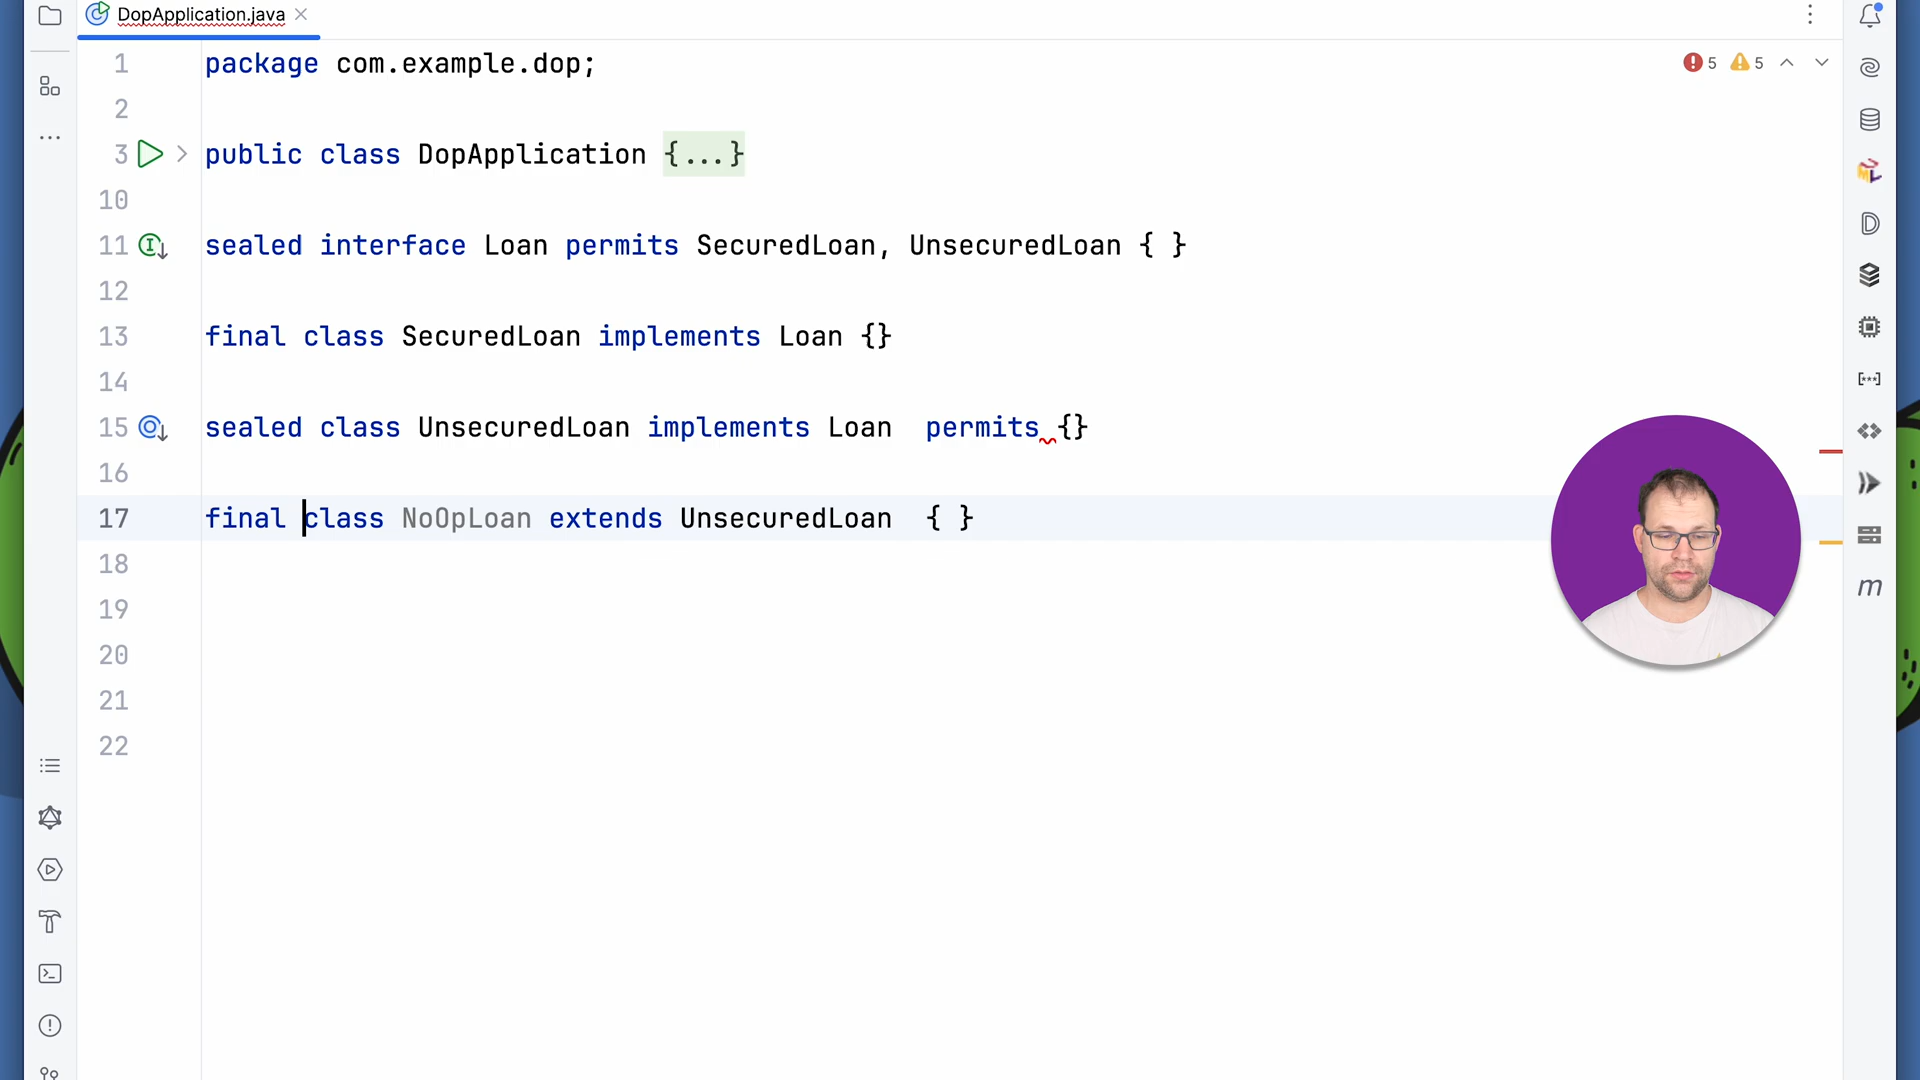 DopApplication.java
1 package com.example.dop;
5 5
2
3 public class DopApplication {...}
10
11 sealed interface Loan permits SecuredLoan, UnsecuredLoan { }
12
13 final class SecuredLoan implements Loan {}
14
15 sealed class UnsecuredLoan implements Loan  permits {}
16
17 final class NoOpLoan extends UnsecuredLoan  { }
18
19
20
21
22